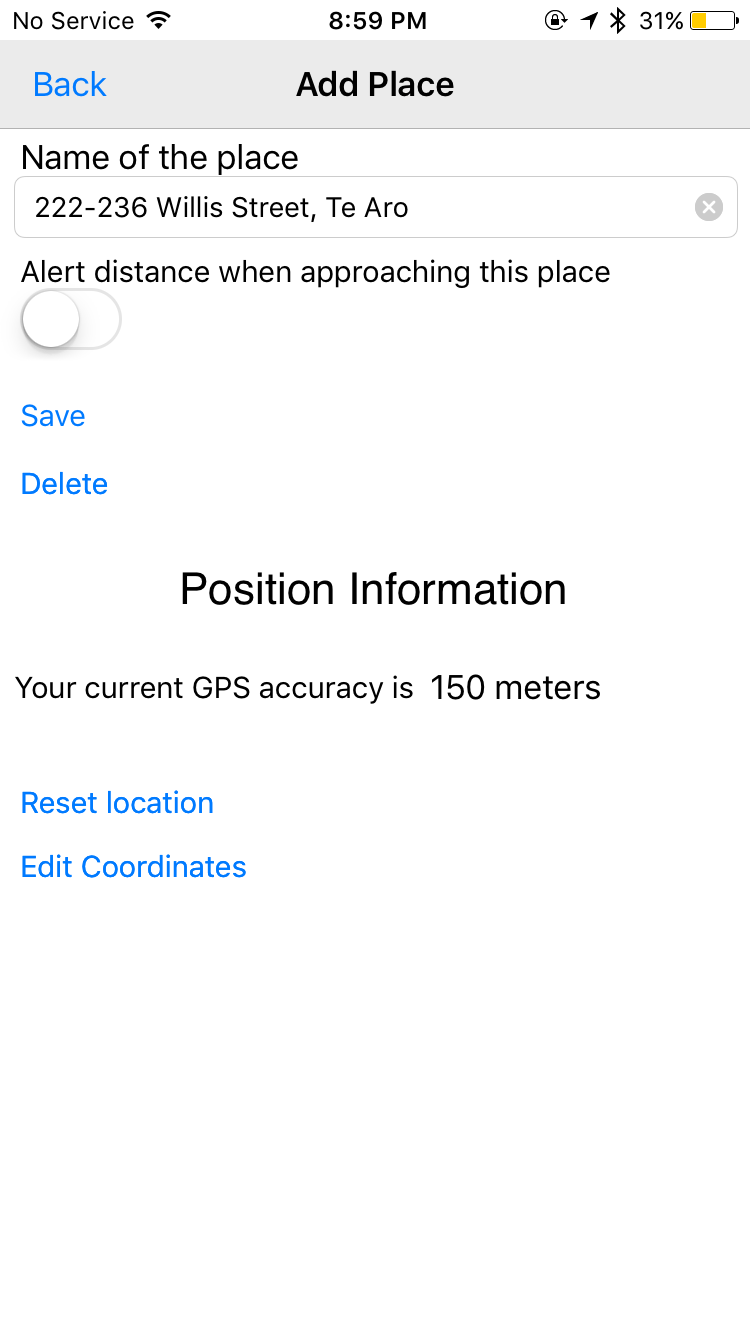 No Service 8:59 PM 31%
Back Add Place
Name of the place
222-236 Willis Street, Te Aro
Alert distance when approaching this place
Save
Delete
Position Information
Your current GPS accuracy is 150 meters
Reset location
Edit Coordinates